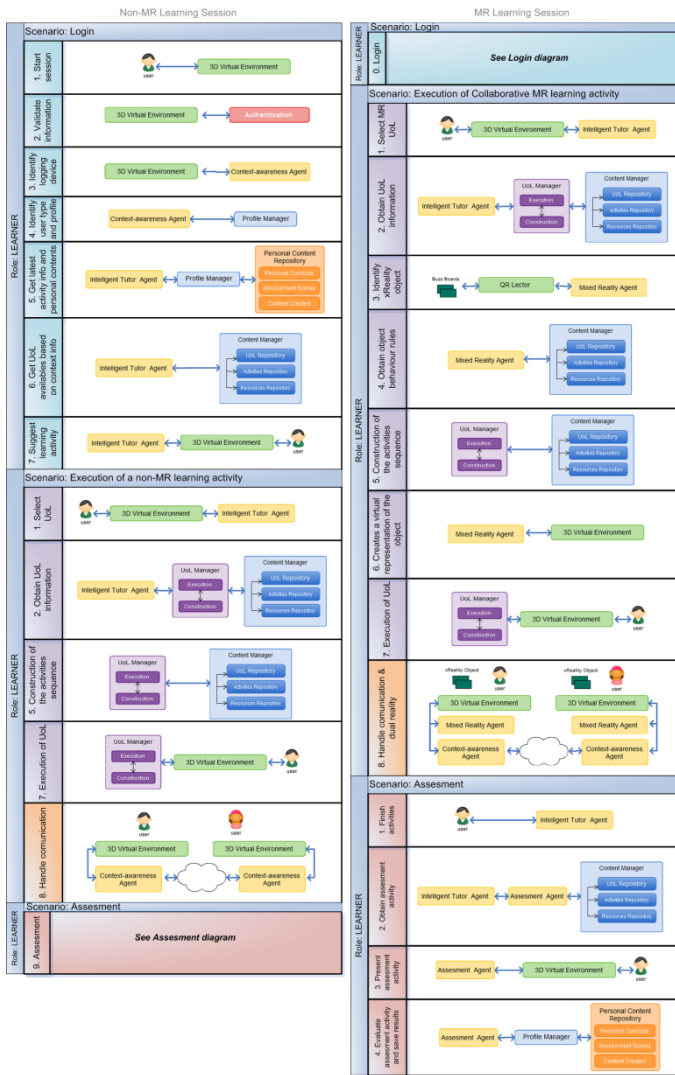 Non-MR Learning Session
Scenario: Login
Role: LEARNER
1. Start
session
user
3D Virtual Environment
2. Validate
information
3D Virtual Environment
Authentication
3. Identify
logging
device
3D Virtual Environment
Context-awareness Agent
4. Identify
user type
and profile
Context-awareness Agent
Profile Manager
5. Get latest
activity info and
personal contents
Intelligent Tutor Agent
Profile Manager
Personal Content
Repository
Personal Curricula
Assessment Scores
Content Created
6. Get UoL
availables based
on context info
Intelligent Tutor Agent
Content Manager
UoL Repository
Activities Repository
Resources Repository
7. Suggest
learning
activity
Intelligent Tutor Agent
3D Virtual Environment
user
Scenario: Execution of a non-MR learning activity
Role: LEARNER
1. Select
UoL
user
3D Virtual Environment
Intelligent Tutor Agent
2. Obtain UoL
information
Intelligent Tutor Agent
UoL Manager
Execution
Construction
Content Manager
UoL Repository
Activities Repository
Resources Repository
5. Construction of
the activities
sequence
UoL Manager
Execution
Construction
Content Manager
UoL Repository
Activities Repository
Resources Repository
7. Execution of UoL
UoL Manager
Execution
Construction
3D Virtual Environment
user
8. Handle comunication
user
user
3D Virtual Environment
3D Virtual Environment
Context-awareness
Agent
Context-awareness
Agent
Scenario: Assesment
Role: LEARNER
9. Assesment
See Assesment diagram
MR Learning Session
Scenario: Login
Role: LEARNER
0. Login
See Login diagram
Scenario: Execution of Collaborative MR learning activity
Role: LEARNER
1. Select MR
UoL
user
3D Virtual Environment
Intelligent Tutor Agent
2. Obtain UoL
information
Intelligent Tutor Agent
UoL Manager
Execution
Construction
Content Manager
UoL Repository
Activities Repository
Resources Repository
3. Identify
xReality
object
Buzz Boards
QR Lector
Mixed Reality Agent
4. Obtain object
behaviour rules
Mixed Reality Agent
Content Manager
UoL Repository
Activities Repository
Resources Repository
5. Construction of
the activities
sequence
UoL Manager
Execution
Construction
Content Manager
UoL Repository
Activities Repository
Resources Repository
6. Creates a virtual
representation of the
object
Mixed Reality Agent
3D Virtual Environment
7. Execution of UoL
UoL Manager
Execution
Construction
3D Virtual Environment
user
8. Handle comunication &
dual reality
xReality Object
user
xReality Object
user
3D Virtual Environment
3D Virtual Environment
Mixed Reality Agent
Mixed Reality Agent
Context-awareness
Agent
Context-awareness
Agent
Scenario: Assesment
Role: LEARNER
1. Finish
activities
user
Intelligent Tutor Agent
2. Obtain assesment
activity
Intelligent Tutor Agent
Assesment Agent
Content Manager
UoL Repository
Activities Repository
Resources Repository
3. Present
assesment
activity
Assesment Agent
3D Virtual Environment
user
4. Evaluate
assesment activity
and save results
Assesment Agent
Profile Manager
Personal Content
Repository
Personal Curricula
Assessment Scores
Content Created